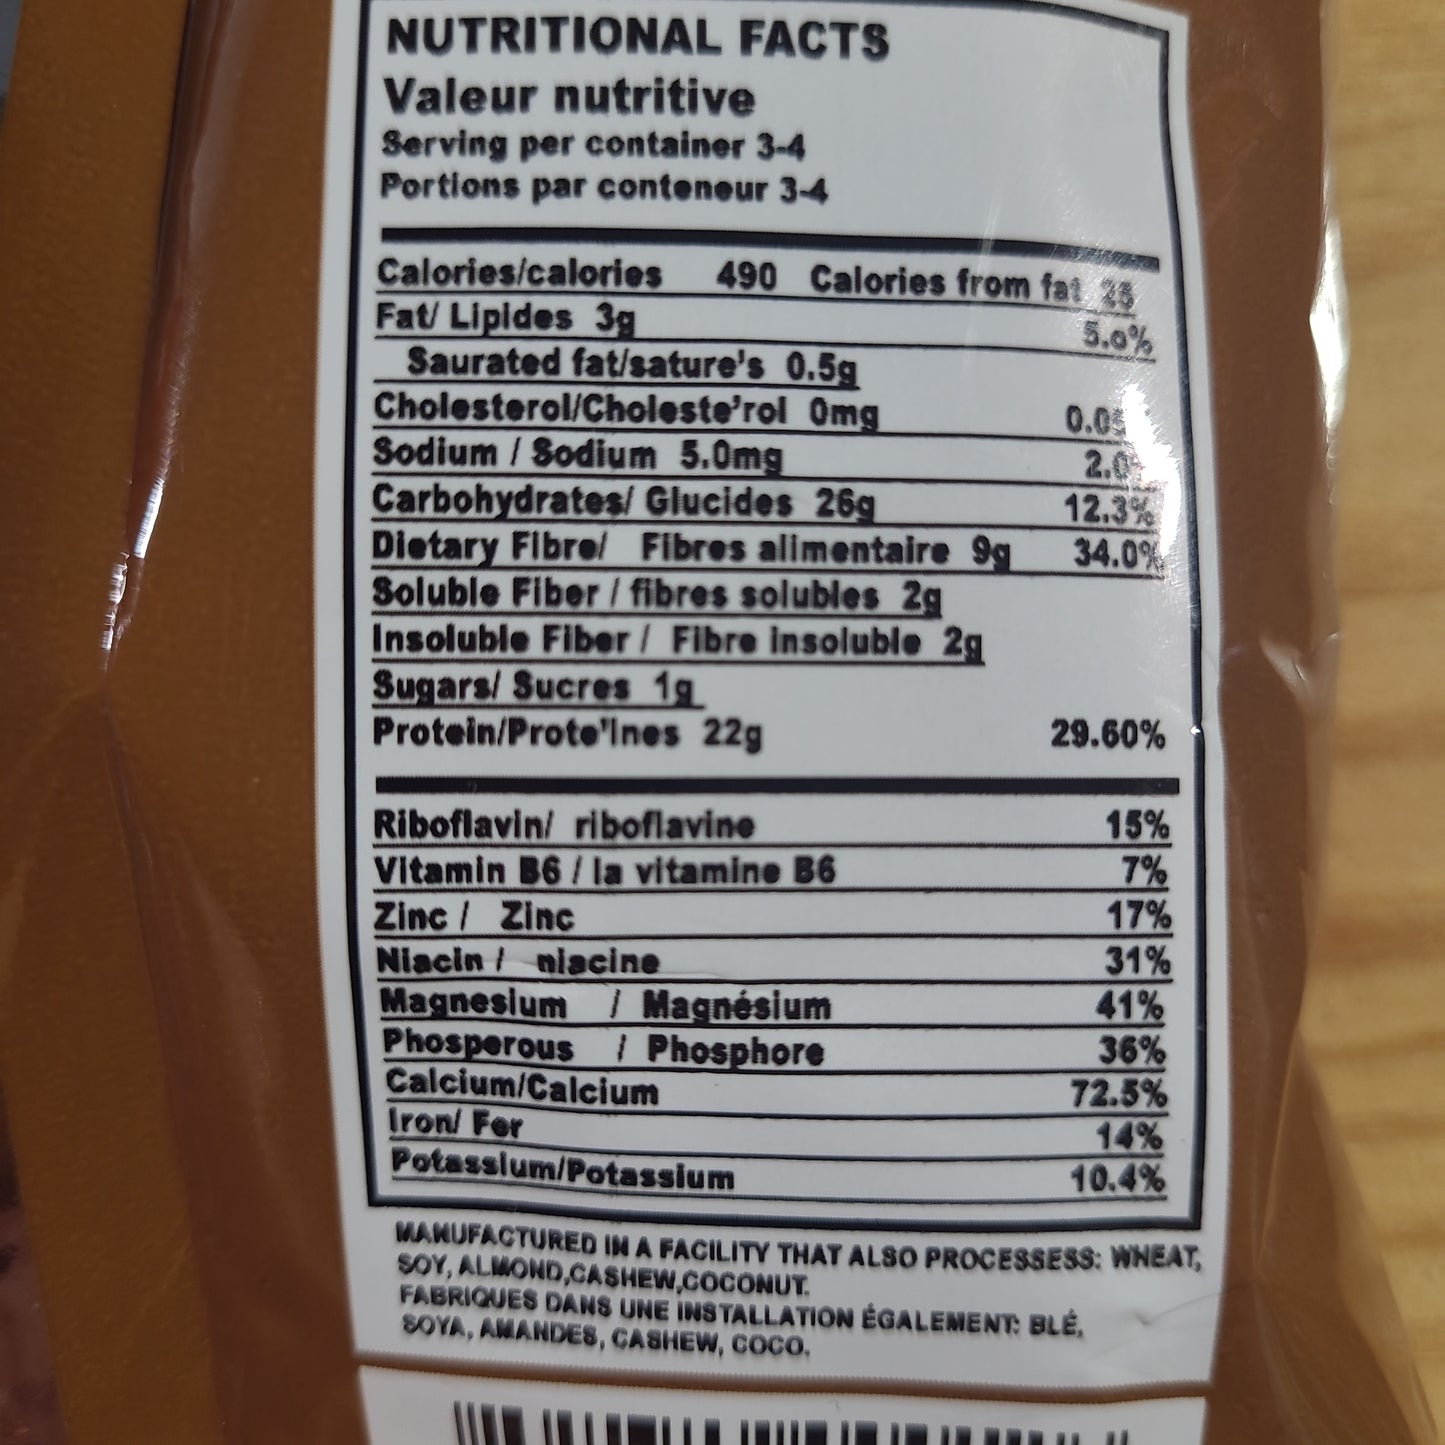 NUTRITIONAL FACTS
Valeur nutritive
Serving per container 3-4
Portions par conteneur 3-4
Calories/calories 490 Calories from fat
Fat/ Lipides 3g 5.0%
Saurated fat/sature's 0.5g
Cholesterol/Choleste'rol 0mg
Sodium / Sodium 5.0mg
Carbohydrates/ Glucides 26g 12.3%
Dietary Fibre/ Fibres alimentaire 9g 34.0%
Soluble Fiber / fibres solubles 2g
Insoluble Fiber / Fibre insoluble 2g
Sugars/ Sucres 1g
Protein/Prote'ines 22g 29.60%
Riboflavin/ riboflavine 15%
Vitamin B6 / la vitamine B6 7%
Zinc / Zinc 17%
Niacin / niacine 31%
Magnesium / Magnésium 41%
Phosperous / Phosphore 36%
Calcium/Calcium 72.5%
Iron/ Fer 14%
Potassium/Potassium 10.4%
MANUFACTURED IN A FACILITY THAT ALSO PROCESSESS: WHEAT,
SOY, ALMOND,CASHEW,COCONUT.
FABRIQUES DANS UNE INSTALLATION ÉGALEMENT: BLÉ,
SOYA, AMANDES, CASHEW, COCO.